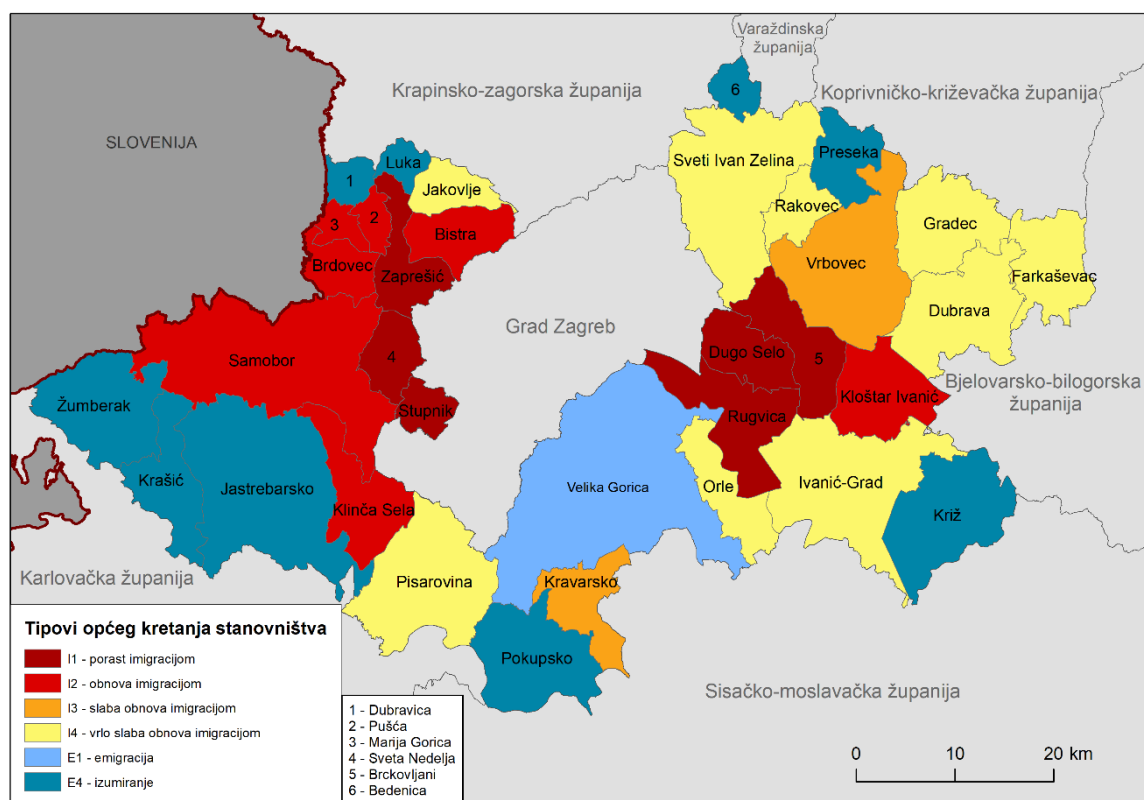 Varaždinska
županija
Krapinsko-zagorska županija
6
Koprivničko-križevačka županija
SLOVENIJA
Luka
Sveti Ivan Zelina
Preseka
1
Jakovlje
Rakovec
2
3
Gradec
Bistra
Brdovec
Zaprešić
Vrbovec
Farkaševac
Dubrava
Grad Zagreb
Samobor
4
Dugo Selo
5
Kloštar Ivanić
Bjelovarsko-bilogorska
županija
Žumberak
Stupnik
Rugvica
Krašić
Jastrebarsko
Velika Gorica
Orle
Ivanić-Grad
Klinča Sela
Križ
Karlovačka županija
Pisarovina
Kravarsko
Pokupsko
Sisačko-moslavačka županija
Tipovi općeg kretanja stanovništva
I1 - porast imigracijom
I2 - obnova imigracijom
I3 - slaba obnova imigracijom
I4 - vrlo slaba obnova imigracijom
E1 - emigracija
E4 - izumiranje
1 - Dubravica
2 - Pušća
3 - Marija Gorica
4 - Sveta Nedelja
5 - Brckovljani
6 - Bedenica
0 10 20 km